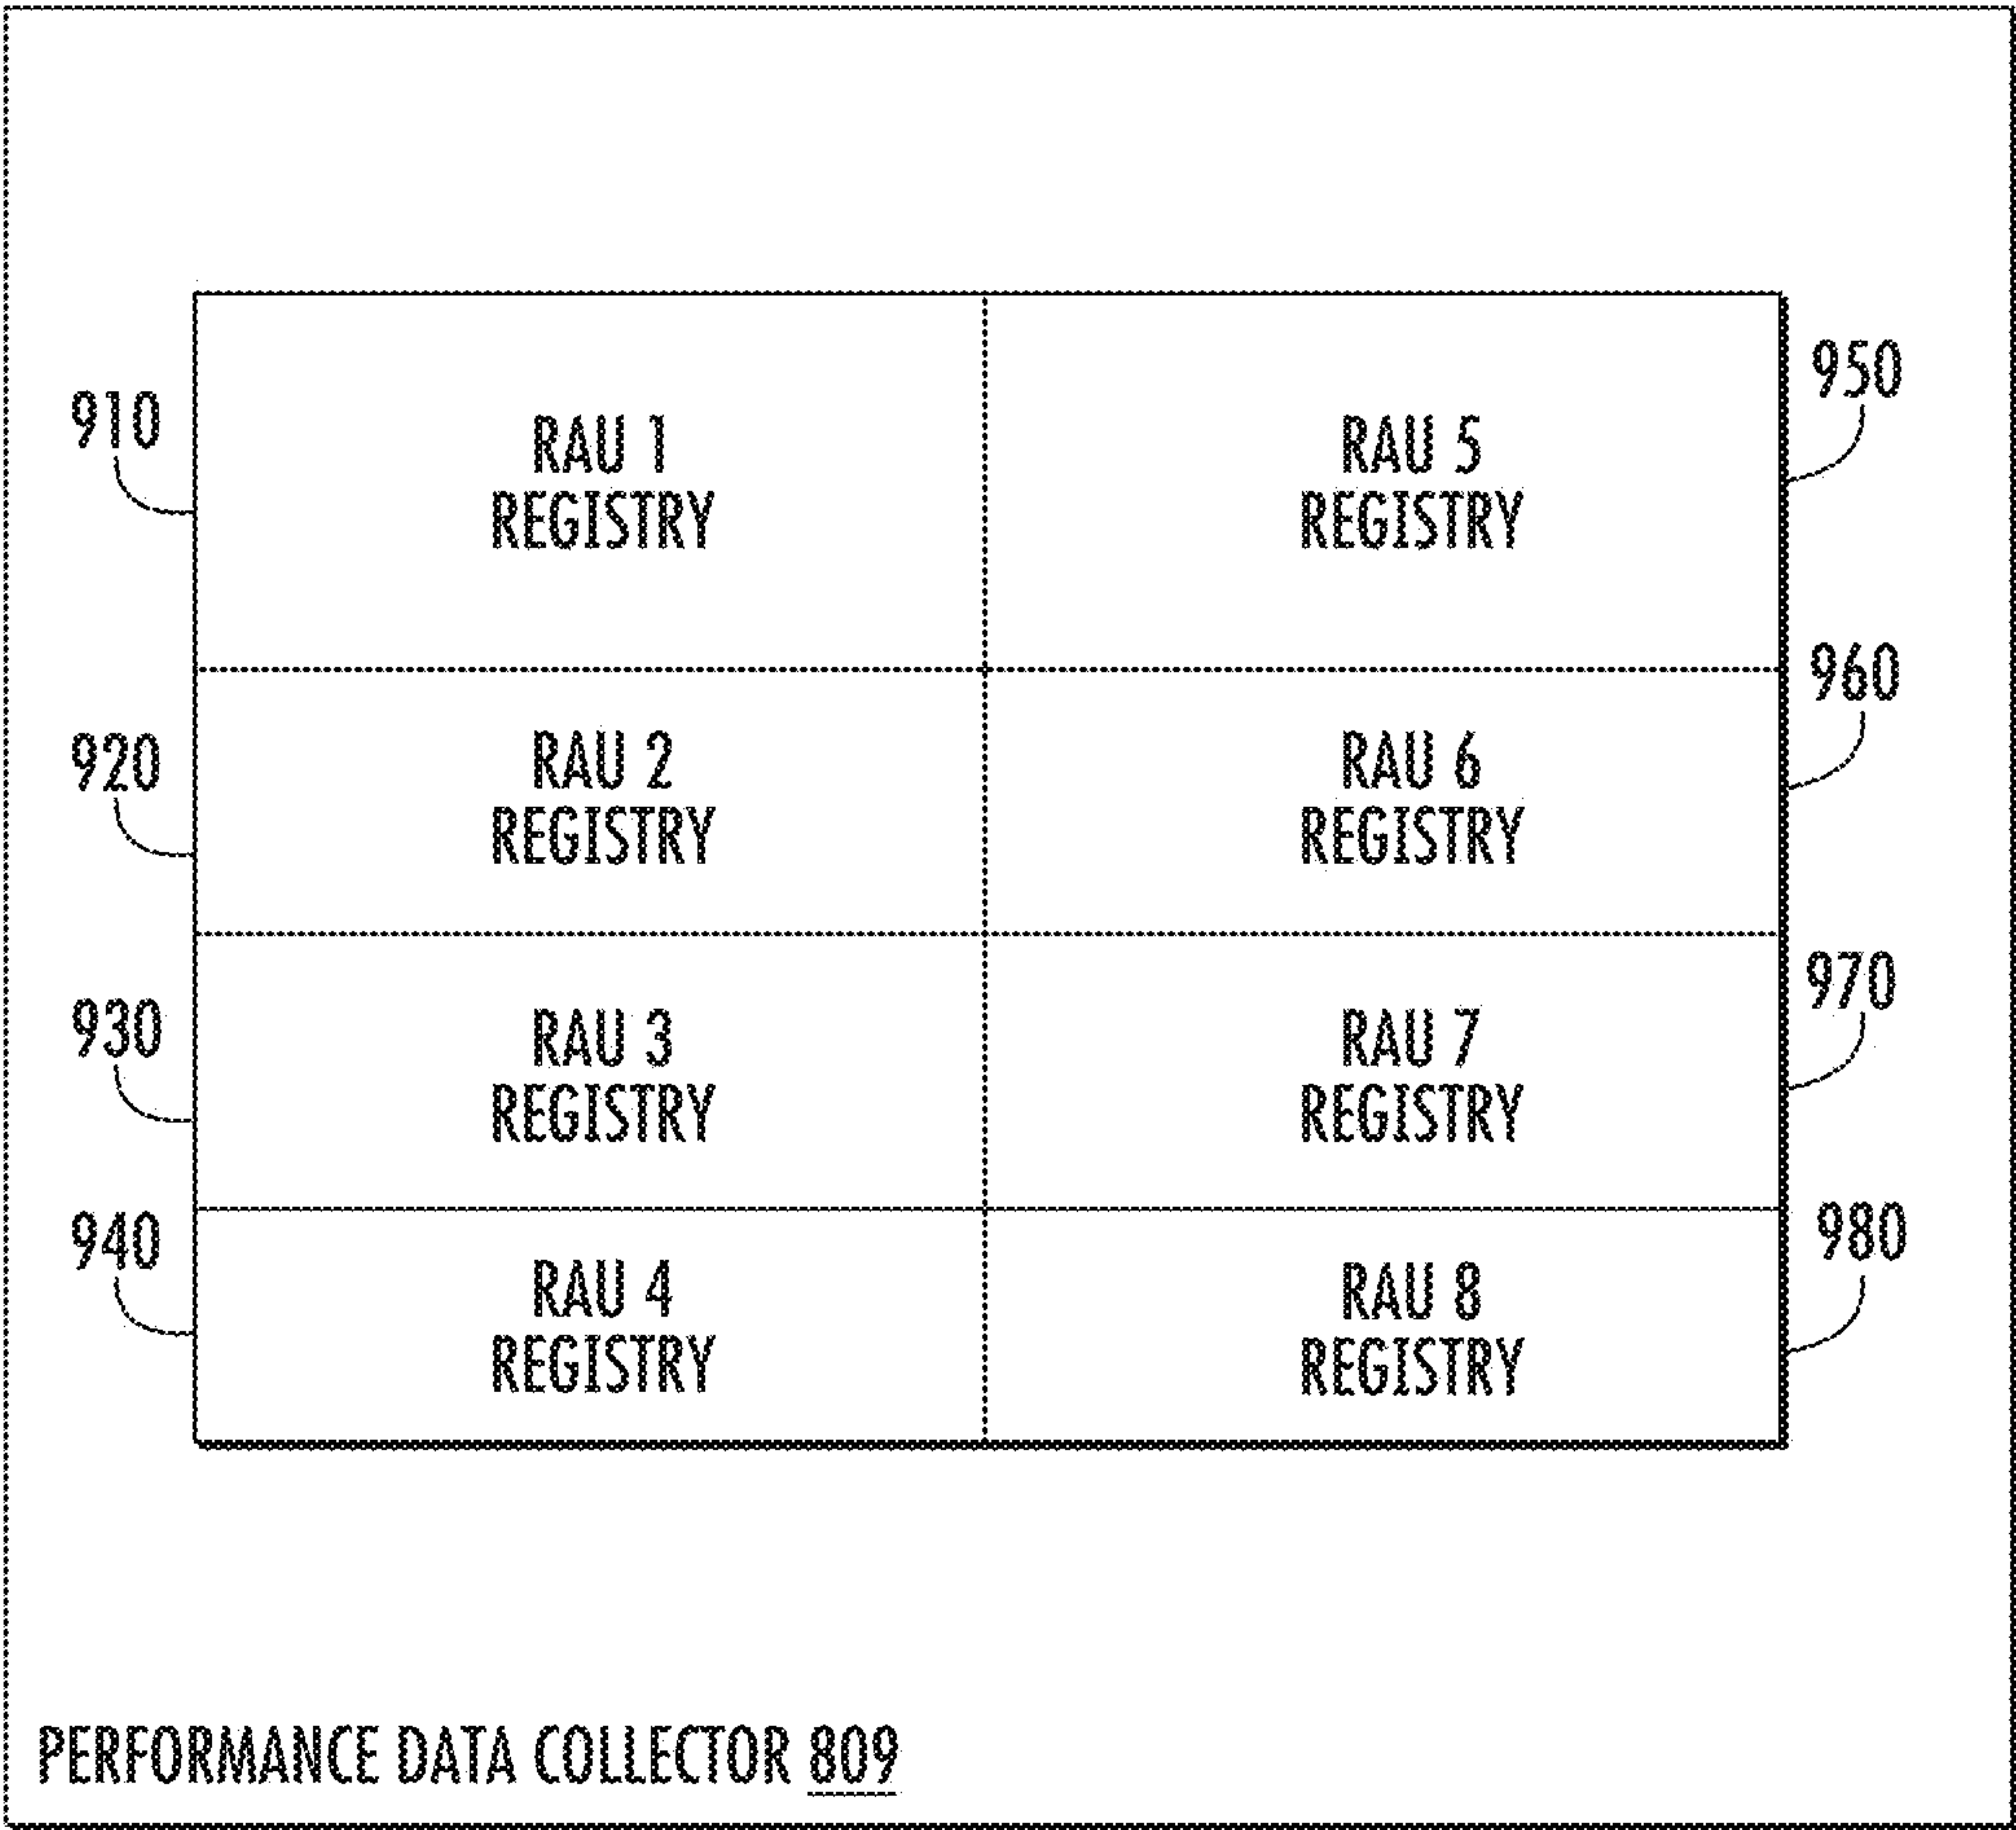 910
RAU 1
REGISTRY
950
RAU 5
REGISTRY
920
RAU 2
REGISTRY
960
RAU 6
REGISTRY
930
RAU 3
REGISTRY
970
RAU 7
REGISTRY
940
RAU 4
REGISTRY
980
RAU 8
REGISTRY
PERFORMANCE DATA COLLECTOR 809